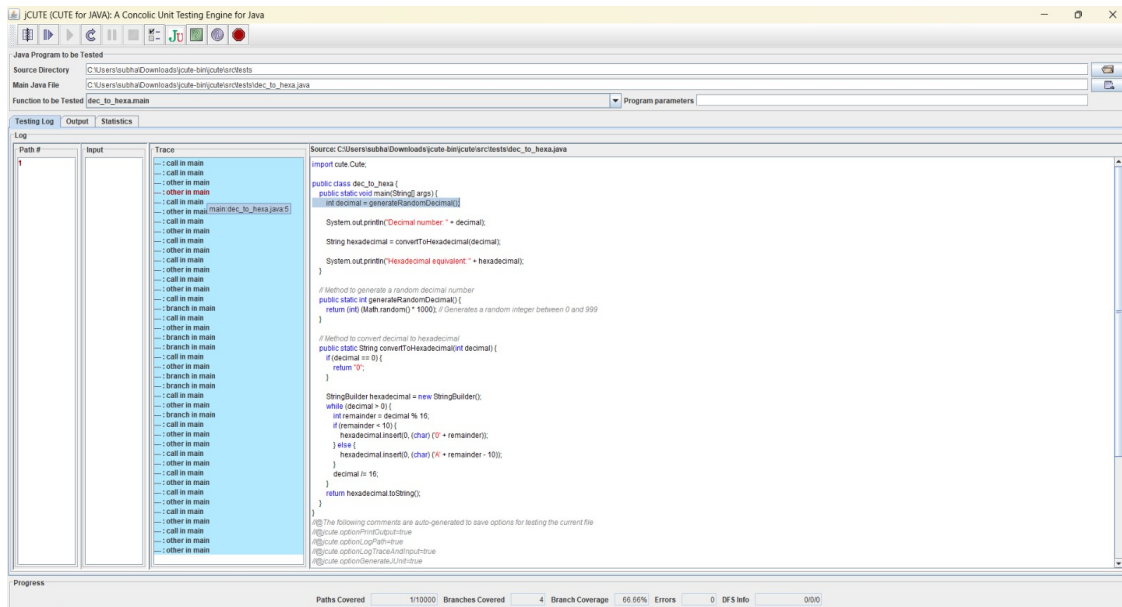 jCUTE (CUTE for JAVA): A Concolic Unit Testing Engine for Java
Java Program to be Tested
Source Directory C:\Users\subha\Downloads\jcute-bin\jcute\src\tests
Main Java File C:\Users\subha\Downloads\jcute-bin\jcute\src\tests\dec_to_hexa.java
Function to be Tested dec_to_hexa.main Program parameters
Testing Log Output Statistics
Log
Path # Input Trace
1
--- : call in main
--- : call in main
--- : other in main
--- : other in main
--- : call in main
--- : other in mai main:dec_to_hexa.java:5
--- : call in main
--- : other in main
--- : call in main
--- : other in main
--- : call in main
--- : other in main
--- : call in main
--- : other in main
--- : call in main
--- : branch in main
--- : call in main
--- : other in main
--- : branch in main
--- : branch in main
--- : call in main
--- : other in main
--- : branch in main
--- : branch in main
--- : call in main
--- : other in main
--- : branch in main
--- : call in main
--- : other in main
--- : other in main
--- : call in main
--- : other in main
--- : call in main
--- : other in main
--- : call in main
--- : other in main
--- : call in main
--- : other in main
--- : call in main
--- : other in main
--- : other in main
Source: C:\Users\subha\Downloads\jcute-bin\jcute\src\tests\dec_to_hexa.java
import cute.Cute;
public class dec_to_hexa {
public static void main(String[] args) {
int decimal = generateRandomDecimal();
System.out.println("Decimal number: " + decimal);
String hexadecimal = convertToHexadecimal(decimal);
System.out.println("Hexadecimal equivalent: " + hexadecimal);
}
// Method to generate a random decimal number
public static int generateRandomDecimal() {
return (int) (Math.random() * 1000); // Generates a random integer between 0 and 999
}
// Method to convert decimal to hexadecimal
public static String convertToHexadecimal(int decimal) {
if (decimal == 0) {
return "0";
}
StringBuilder hexadecimal = new StringBuilder();
while (decimal > 0) {
int remainder = decimal % 16;
if (remainder < 10) {
hexadecimal.insert(0, (char) ('0' + remainder));
} else {
hexadecimal.insert(0, (char) ('A' + remainder - 10));
}
decimal /= 16;
}
return hexadecimal.toString();
}
}
//@The following comments are auto-generated to save options for testing the current file
//@jcute.optionPrintOutput=true
//@jcute.optionLogPath=true
//@jcute.optionLogTraceAndInput=true
//@jcute.optionGenerateJUnit=true
Progress
Paths Covered 1/10000 Branches Covered 4 Branch Coverage 66.66% Errors 0 DFS Info 0/0/0